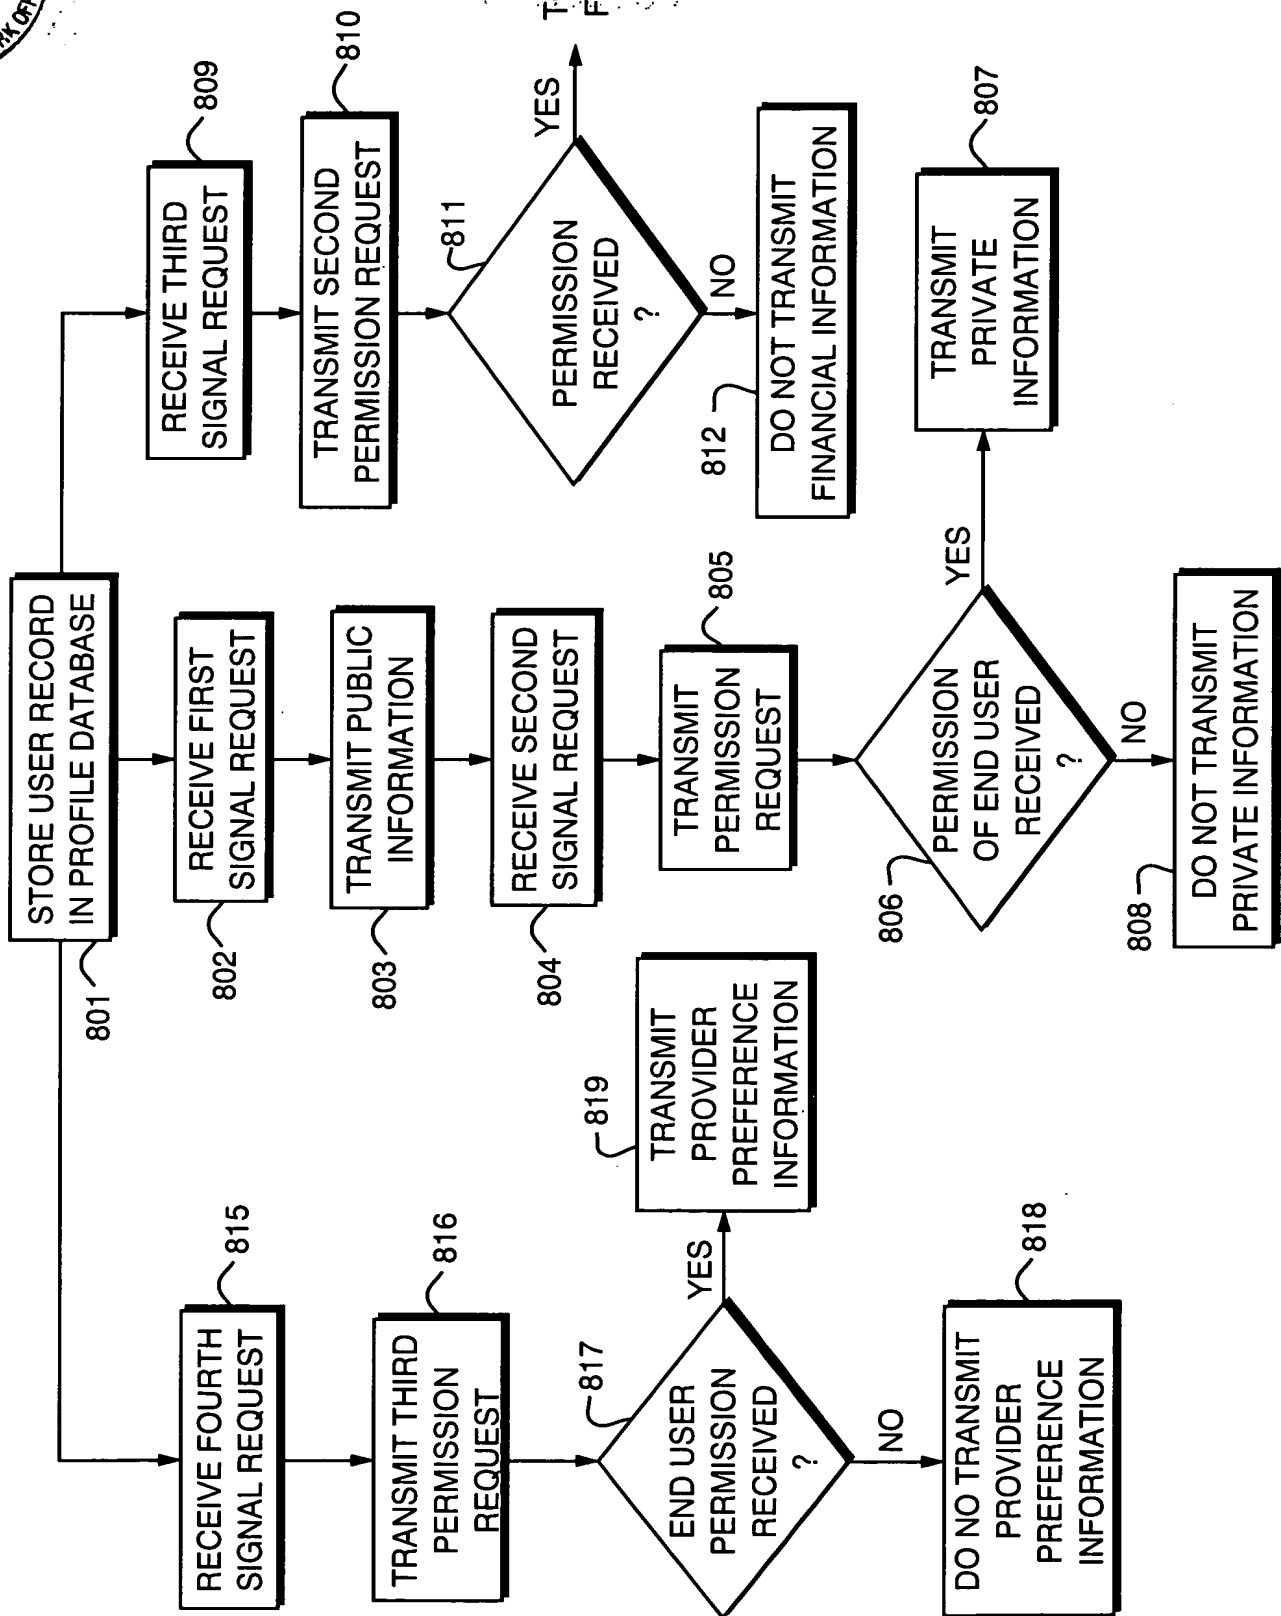 RK OFF
STORE USER RECORD
IN PROFILE DATABASE
801
RECEIVE FOURTH
SIGNAL REQUEST
815
TRANSMIT THIRD
PERMISSION
REQUEST
816
END USER
PERMISSION
RECEIVED
?
817
YES
TRANSMIT
PROVIDER
PREFERENCE
INFORMATION
819
NO
DO NO TRANSMIT
PROVIDER
PREFERENCE
INFORMATION
818
RECEIVE FIRST
SIGNAL REQUEST
802
TRANSMIT PUBLIC
INFORMATION
803
RECEIVE SECOND
SIGNAL REQUEST
804
TRANSMIT
PERMISSION
REQUEST
805
PERMISSION
OF END USER
RECEIVED
?
806
YES
TRANSMIT
PRIVATE
INFORMATION
807
NO
DO NOT TRANSMIT
PRIVATE INFORMATION
808
RECEIVE THIRD
SIGNAL REQUEST
809
TRANSMIT SECOND
PERMISSION REQUEST
810
PERMISSION
RECEIVED
?
811
YES
T
F
NO
DO NOT TRANSMIT
FINANCIAL INFORMATION
812